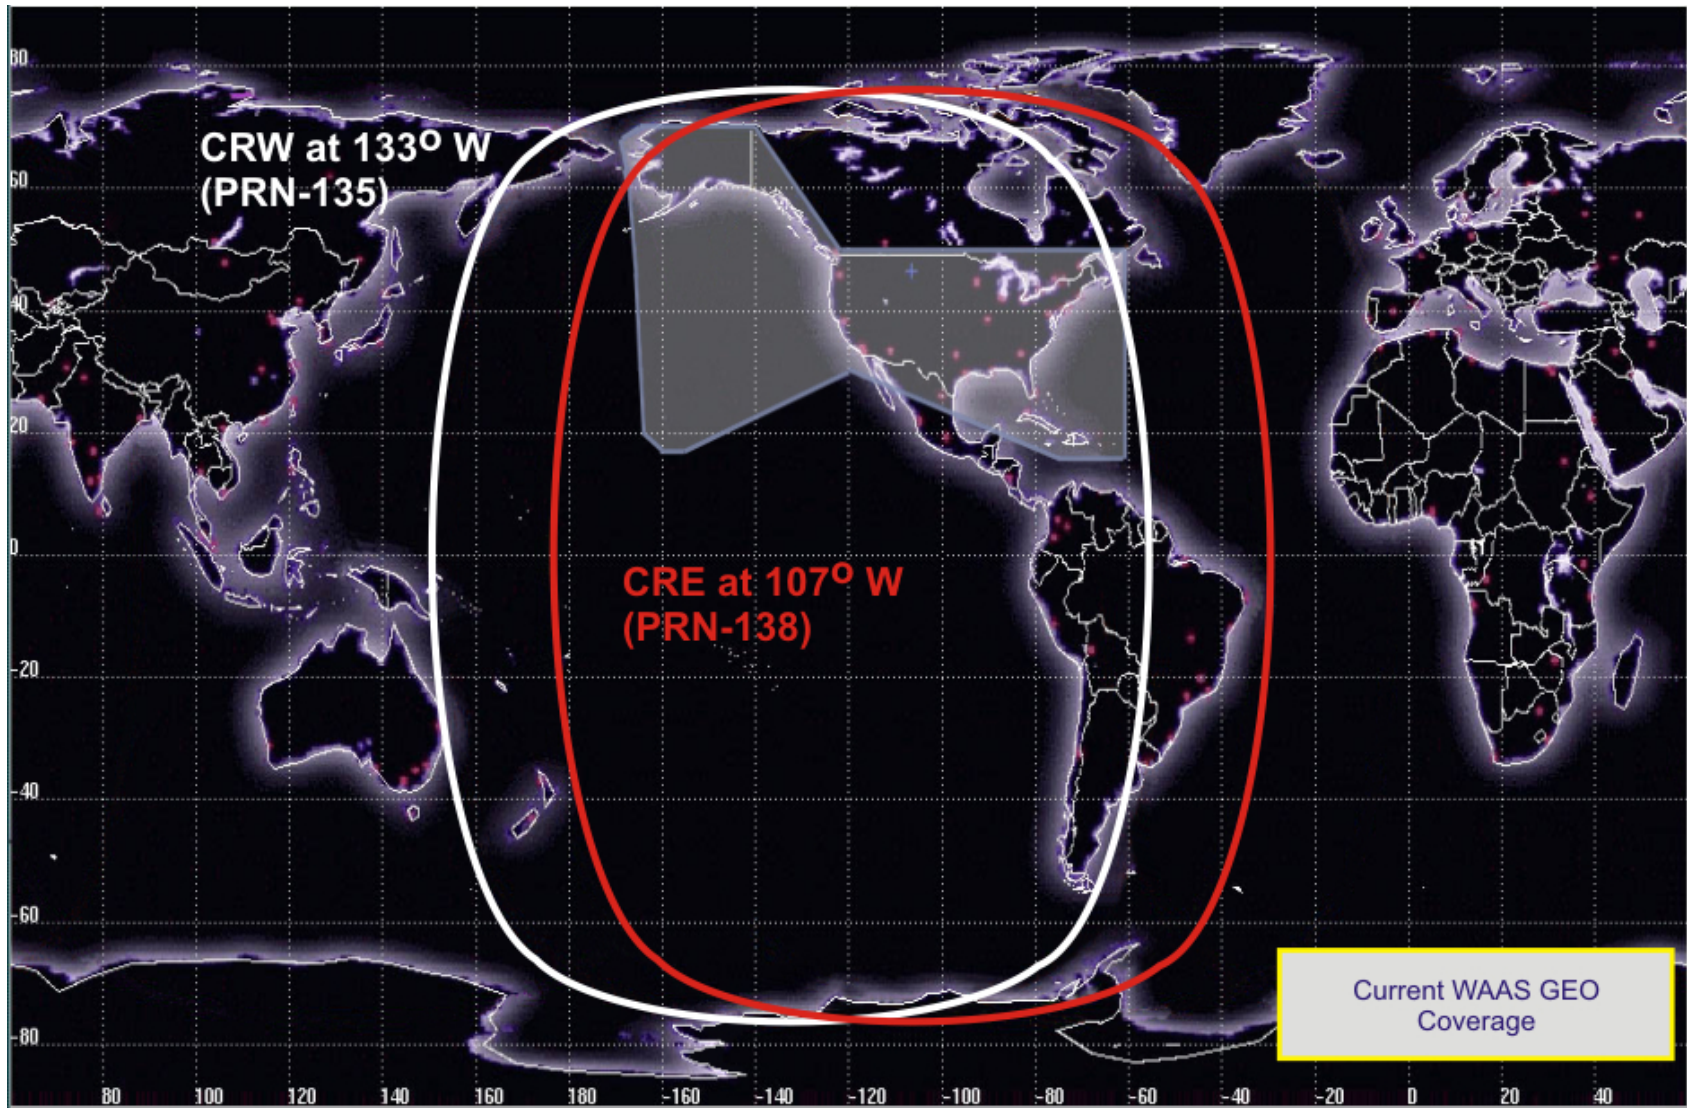 80
CRW at 133° W
(PRN-135)
60
40
20
0
CRE at 107° W
(PRN-138)
-20
-40
-60
Current WAAS GEO
Coverage
-80
80 100 120 140 160 180 -160 -140 -120 -100 -80 -60 -40 -20 0 20 40